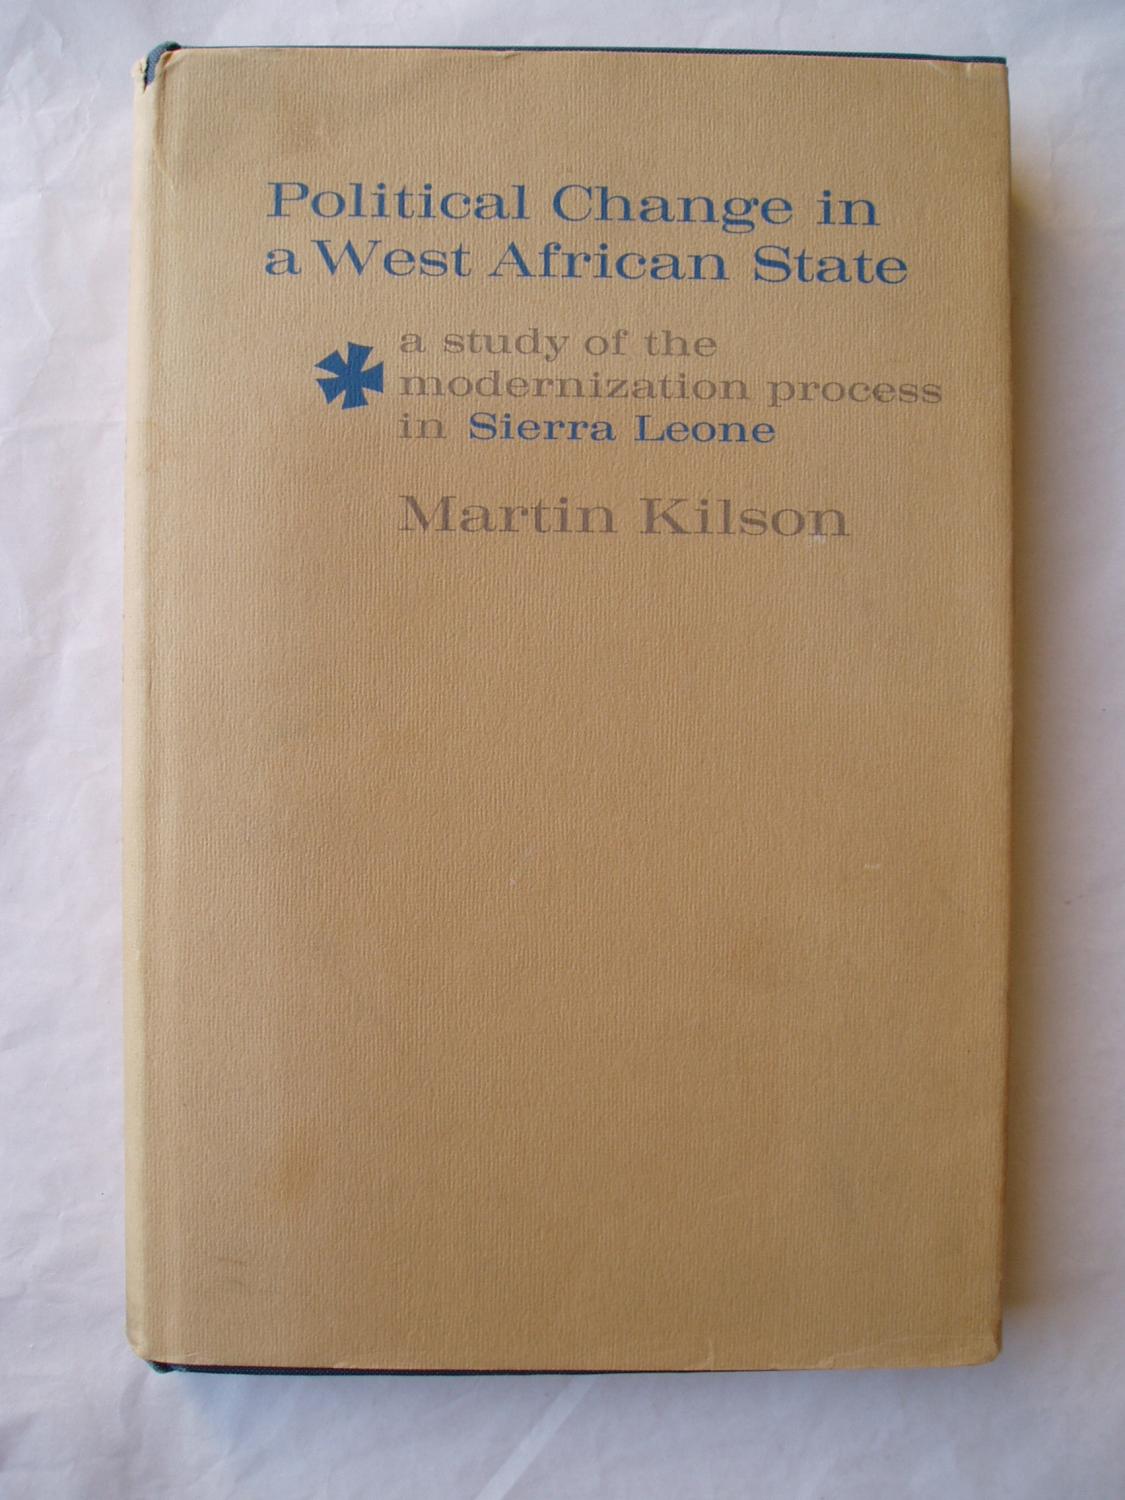 Political Change in
a West African State
a study of the
modernization process
in Sierra Leone
Martin Kilson